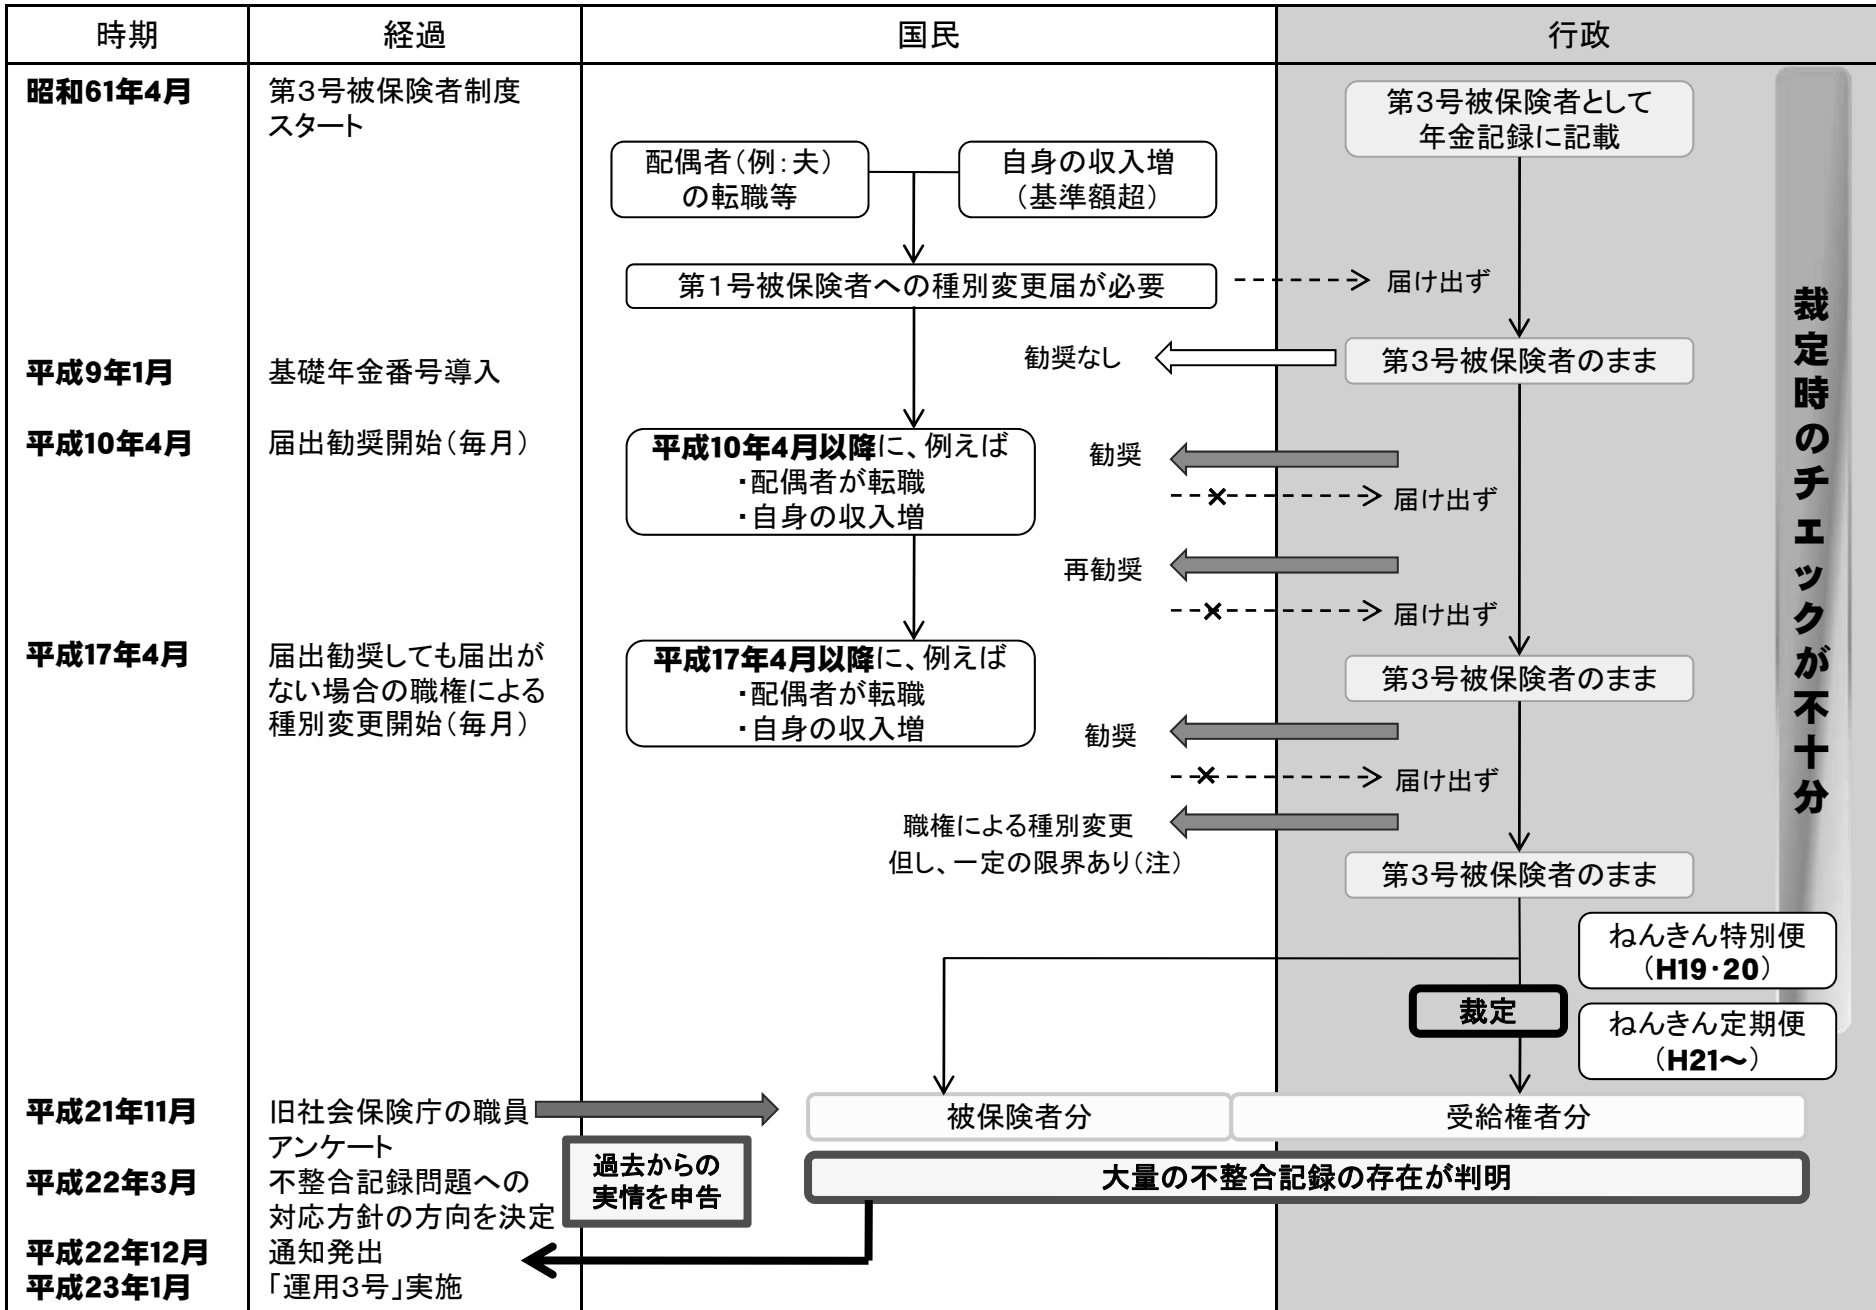 時期
経過
国民
行政
昭和61年4月
第3号被保険者制度
スタート
第3号被保険者として
年金記録に記載
配偶者（例：夫）
の転職等
自身の収入増
（基準額超）
第1号被保険者への種別変更届が必要
届け出ず
平成9年1月
基礎年金番号導入
勧奨なし
第3号被保険者のまま
平成10年4月
届出勧奨開始（毎月）
平成10年4月以降に、例えば
・配偶者が転職
・自身の収入増
勧奨
届け出ず
再勧奨
届け出ず
平成17年4月
届出勧奨しても届出が
ない場合の職権による
種別変更開始（毎月）
平成17年4月以降に、例えば
・配偶者が転職
・自身の収入増
第3号被保険者のまま
勧奨
届け出ず
職権による種別変更
但し、一定の限界あり（注）
第3号被保険者のまま
裁定時のチェックが不十分
ねんきん特別便
（H19・20）
裁定
ねんきん定期便
（H21～）
平成21年11月
旧社会保険庁の職員
アンケート
被保険者分
受給権者分
過去からの
実情を申告
大量の不整合記録の存在が判明
平成22年3月
不整合記録問題への
対応方針の方向を決定
平成22年12月
通知発出
平成23年1月
「運用3号」実施